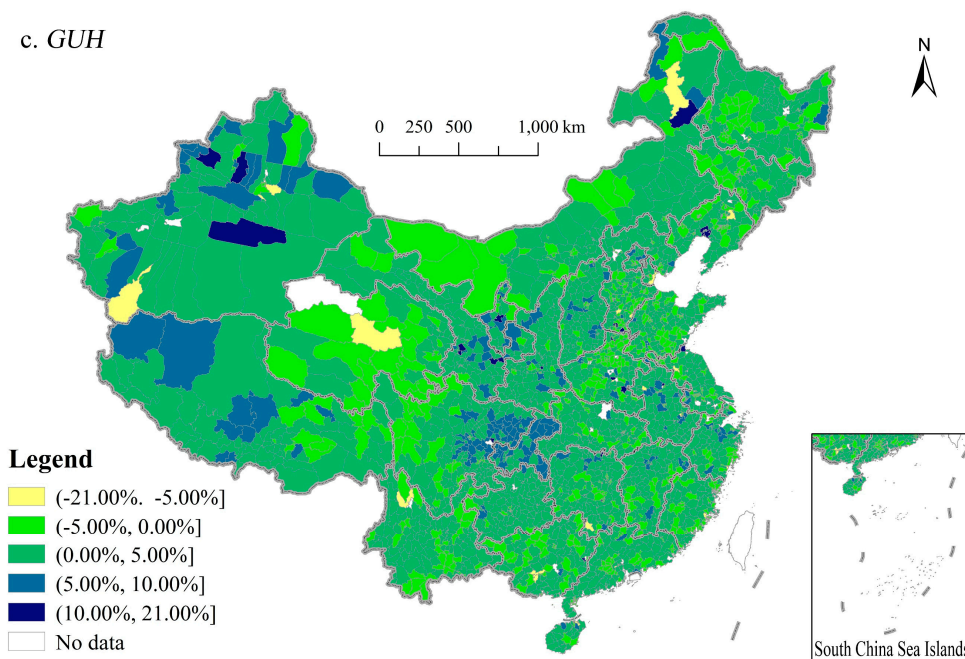 c. GUH
N
0 250 500 1,000 km
Legend
(-21.00%. -5.00%]
(-5.00%, 0.00%]
(0.00%, 5.00%]
(5.00%, 10.00%]
(10.00%, 21.00%]
No data
South China Sea Islands